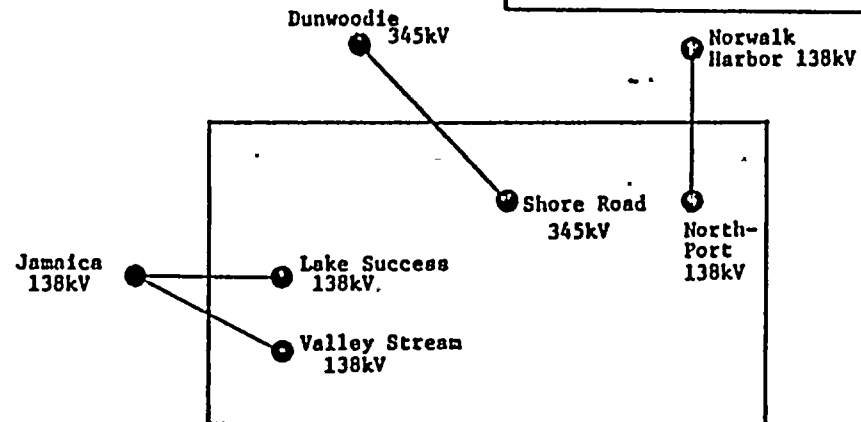 Dunwoodie
345kV
Norwalk
Harbor 138kV
Shore Road
345kV
North-
Port
138kV
Jamaica
138kV
Lake Success
138kV.
Valley Stream
138kV